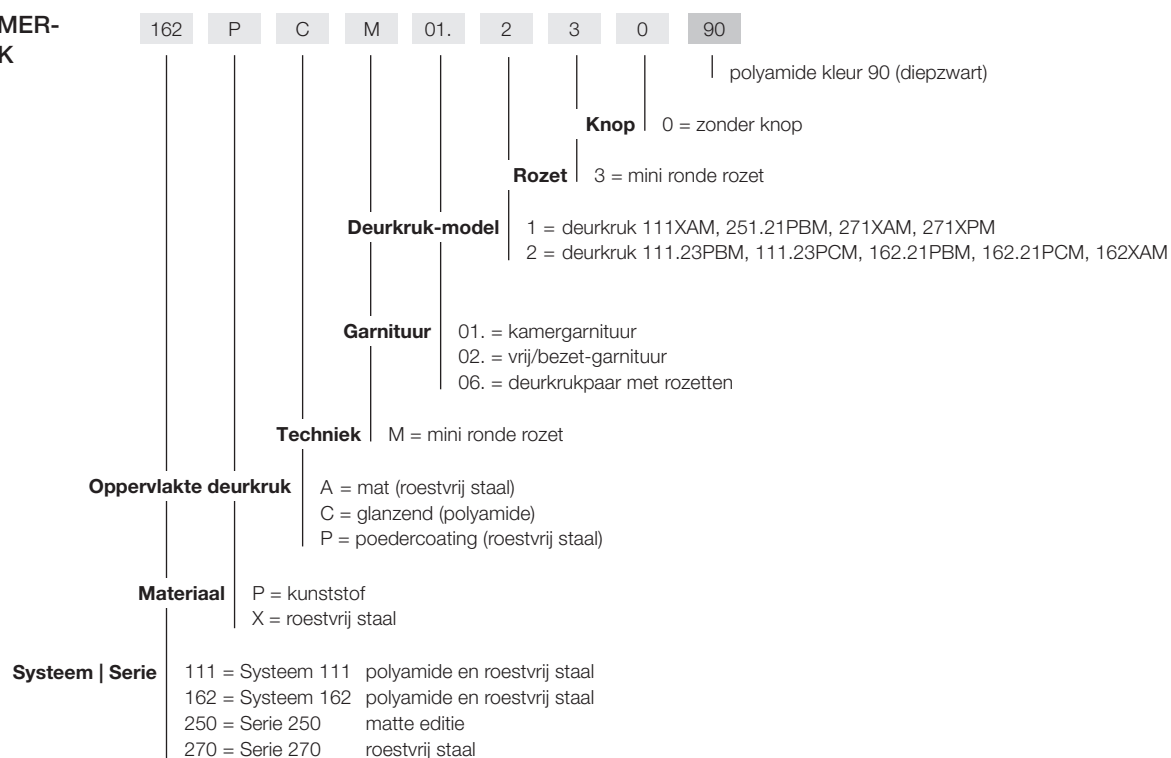 MER-
K
162 P C M 01. 2 3 0 90
polyamide kleur 90 (diepzwart)
Knop 0 = zonder knop
Rozet 3 = mini ronde rozet
Deurkruk-model 1 = deurkruk 111XAM, 251.21PBM, 271XAM, 271XPM
2 = deurkruk 111.23PBM, 111.23PCM, 162.21PBM, 162.21PCM, 162XAM
Garnituur 01. = kamergarnituur
02. = vrij/bezet-garnituur
06. = deurkrukpaar met rozetten
Techniek M = mini ronde rozet
Oppervlakte deurkruk A = mat (roestvrij staal)
C = glanzend (polyamide)
P = poedercoating (roestvrij staal)
Materiaal P = kunststof
X = roestvrij staal
Systeem | Serie 111 = Systeem 111 polyamide en roestvrij staal
162 = Systeem 162 polyamide en roestvrij staal
250 = Serie 250 matte editie
270 = Serie 270 roestvrij staal